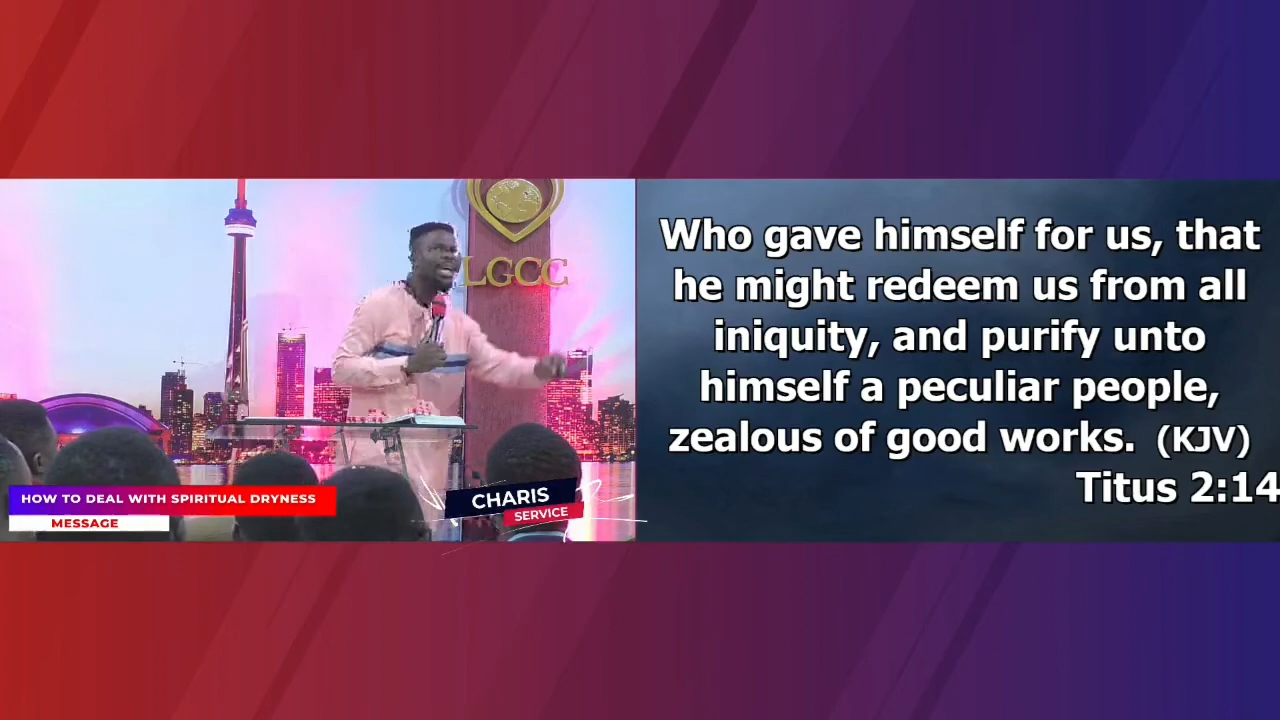 LGCC
HOW TO DEAL WITH SPIRITUAL DRYNESS
MESSAGE
CHARIS
SERVICE
Who gave himself for us, that
he might redeem us from all
iniquity, and purify unto
himself a peculiar people,
zealous of good works. (KJV)
Titus 2:14